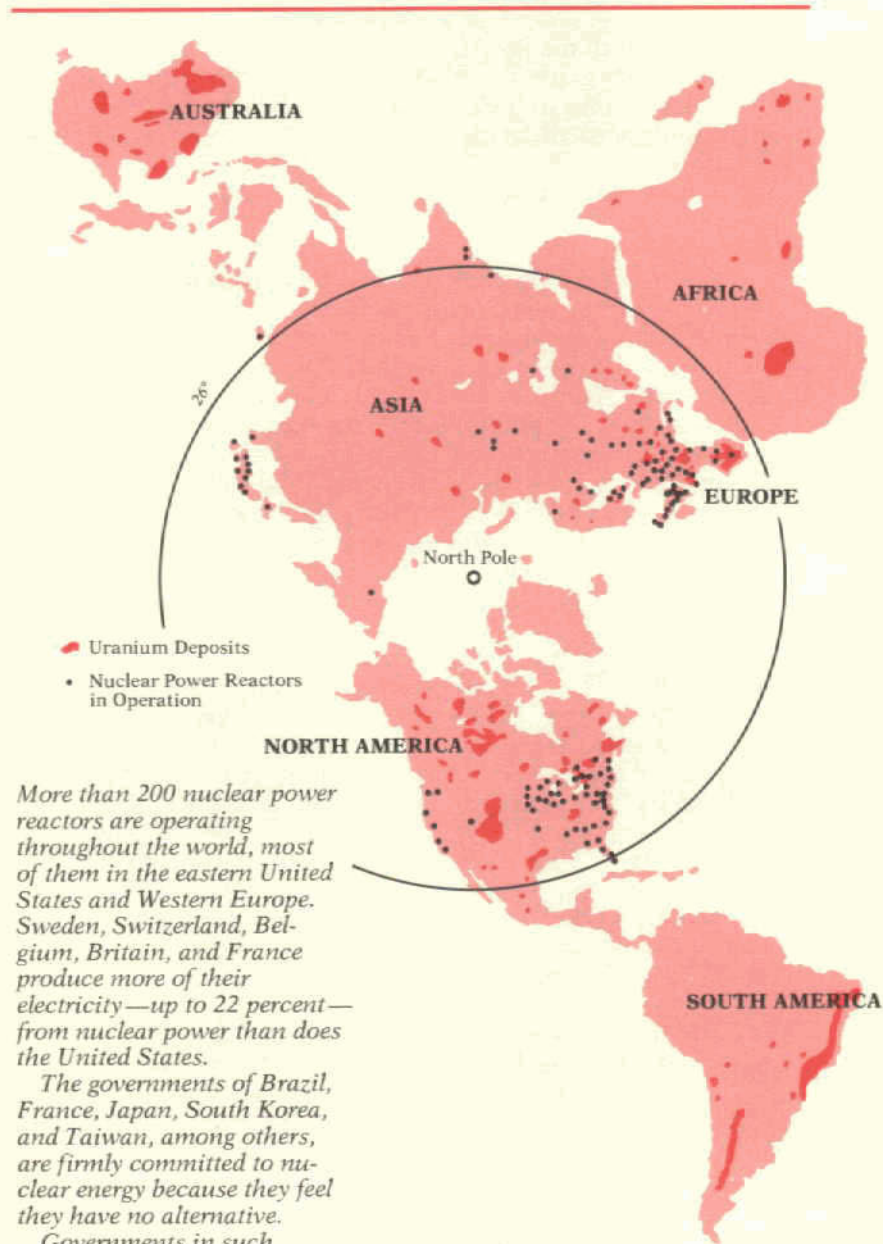 AUSTRALIA
AFRICA
ASIA
26°
EUROPE
North Pole
Uranium Deposits
Nuclear Power Reactors
in Operation
NORTH AMERICA
More than 200 nuclear power
reactors are operating
throughout the world, most
of them in the eastern United
States and Western Europe.
Sweden, Switzerland, Bel-
gium, Britain, and France
produce more of their
electricity—up to 22 percent—
from nuclear power than does
the United States.
SOUTH AMERICA
The governments of Brazil,
France, Japan, South Korea,
and Taiwan, among others,
are firmly committed to nu-
clear energy because they feel
they have no alternative.
Governments in such